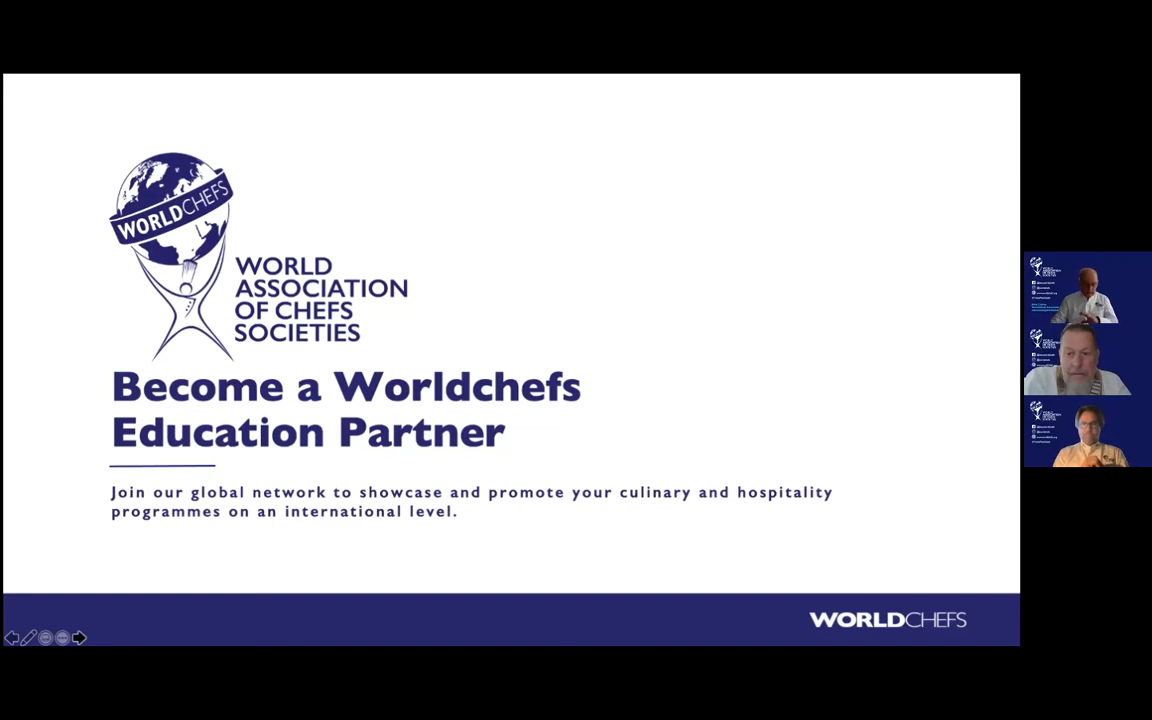 WORLDCHEFS
WORLD
ASSOCIATION
OF CHEFS
SOCIETIES
Become a Worldchefs
Education Partner
Join our global network to showcase and promote your culinary and hospitality
programmes on an international level.
WORLDCHEFS